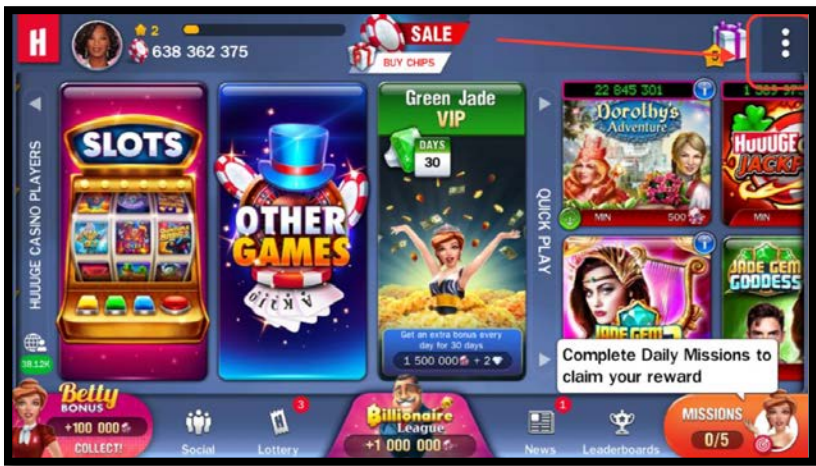 H
2
638 362 375
SALE
BUY CHIPS
5
HUUUGE CASINO PLAYERS
38.12K
SLOTS
OTHER
GAMES
Green Jade
VIP
DAYS
30
Get an extra bonus every
day for 30 days
1 500 000 + 2
QUICK PLAY
22 845 301
Dorothy's
Adventure
MIN
500
HUUUGE
MIN
JADE GEM
GODDESS
Complete Daily Missions to
claim your reward
Betty
BONUS
+100 000
COLLECT!
Social
3
Lottery
Billionaire
League
+1 000 000
1
News
Leaderboards
MISSIONS
0/5